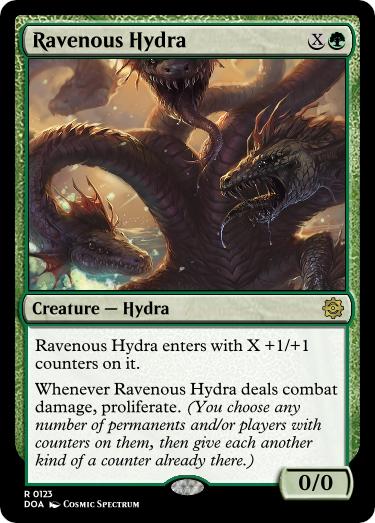 Ravenous Hydra X
Creature — Hydra
Ravenous Hydra enters with X +1/+1
counters on it.
Whenever Ravenous Hydra deals combat
damage, proliferate. (You choose any
number of permanents and/or players with
counters on them, then give each another
kind of a counter already there.)
0/0
R 0123
DOA Cosmic Spectrum